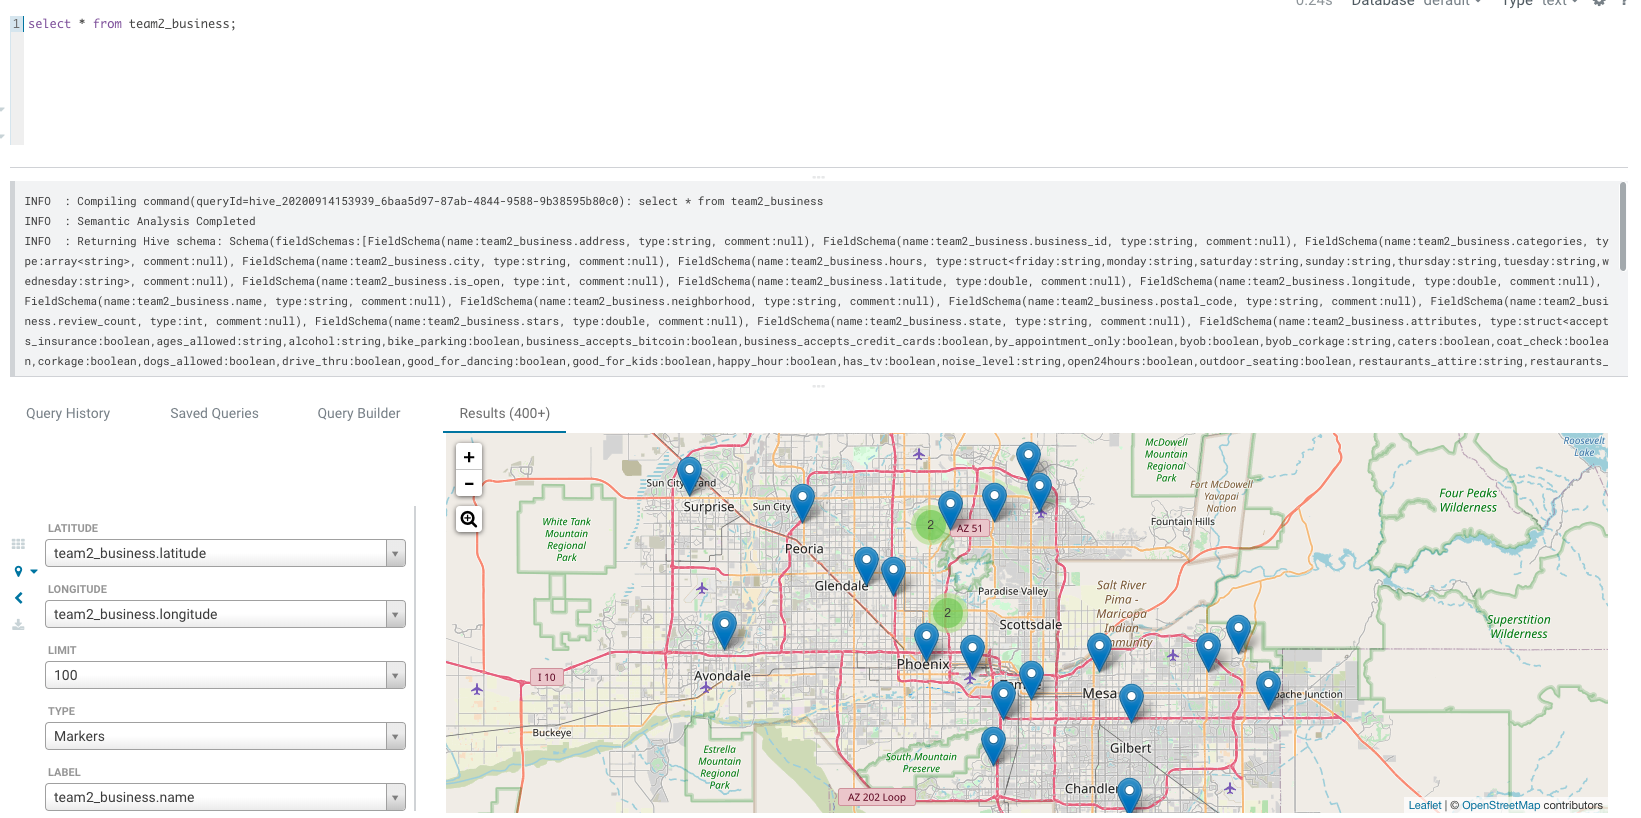 0.24s Database default Type text ?
1 select * from team2_business;
INFO : Compiling command(queryId=hive_20200914153939_6baa5d97-87ab-4844-9588-9b38595b80c0): select * from team2_business
INFO : Semantic Analysis Completed
INFO : Returning Hive schema: Schema(fieldSchemas:[FieldSchema(name:team2_business.address, type:string, comment:null), FieldSchema(name:team2_business.business_id, type:string, comment:null), FieldSchema(name:team2_business.categories, ty
pe:array<string>, comment:null), FieldSchema(name:team2_business.city, type:string, comment:null), FieldSchema(name:team2_business.hours, type:struct<friday:string,monday:string,saturday:string,sunday:string,thursday:string,tuesday:string,w
ednesday:string>, comment:null), FieldSchema(name:team2_business.is_open, type:int, comment:null), FieldSchema(name:team2_business.latitude, type:double, comment:null), FieldSchema(name:team2_business.longitude, type:double, comment:null),
FieldSchema(name:team2_business.name, type:string, comment:null), FieldSchema(name:team2_business.neighborhood, type:string, comment:null), FieldSchema(name:team2_business.postal_code, type:string, comment:null), FieldSchema(name:team2_busi
ness.review_count, type:int, comment:null), FieldSchema(name:team2_business.stars, type:double, comment:null), FieldSchema(name:team2_business.state, type:string, comment:null), FieldSchema(name:team2_business.attributes, type:struct<accept
s_insurance:boolean,ages_allowed:string,alcohol:string,bike_parking:boolean,business_accepts_bitcoin:boolean,business_accepts_credit_cards:boolean,by_appointment_only:boolean,byob:boolean,byob_corkage:string,caters:boolean,coat_check:boolea
n,corkage:boolean,dogs_allowed:boolean,drive_thru:boolean,good_for_dancing:boolean,good_for_kids:boolean,happy_hour:boolean,has_tv:boolean,noise_level:string,open24hours:boolean,outdoor_seating:boolean,restaurants_attire:string,restaurants_
Query History Saved Queries Query Builder Results (400+)
LATITUDE
team2_business.latitude
LONGITUDE
team2_business.longitude
LIMIT
100
TYPE
Markers
LABEL
team2_business.name
+
−
Roosevelt
Lake
McDowell
Mountain
Regional
Park
Sun City
Surprise
Sun City
Fort McDowell
Yavapai
Nation
Four Peaks
Wilderness
White Tank
Mountain
Regional
Park
2
AZ 51
Fountain Hills
Peoria
Glendale
Paradise Valley
Salt River
Pima -
Maricopa
Indian
2
Scottsdale
Superstition
Wilderness
Phoenix
I 10
Avondale
Mesa
Junction
Buckeye
Estrella
Mountain
Regional
Park
South Mountain
Preserve
Gilbert
Chandler
AZ 202 Loop
Leaflet | © OpenStreetMap contributors